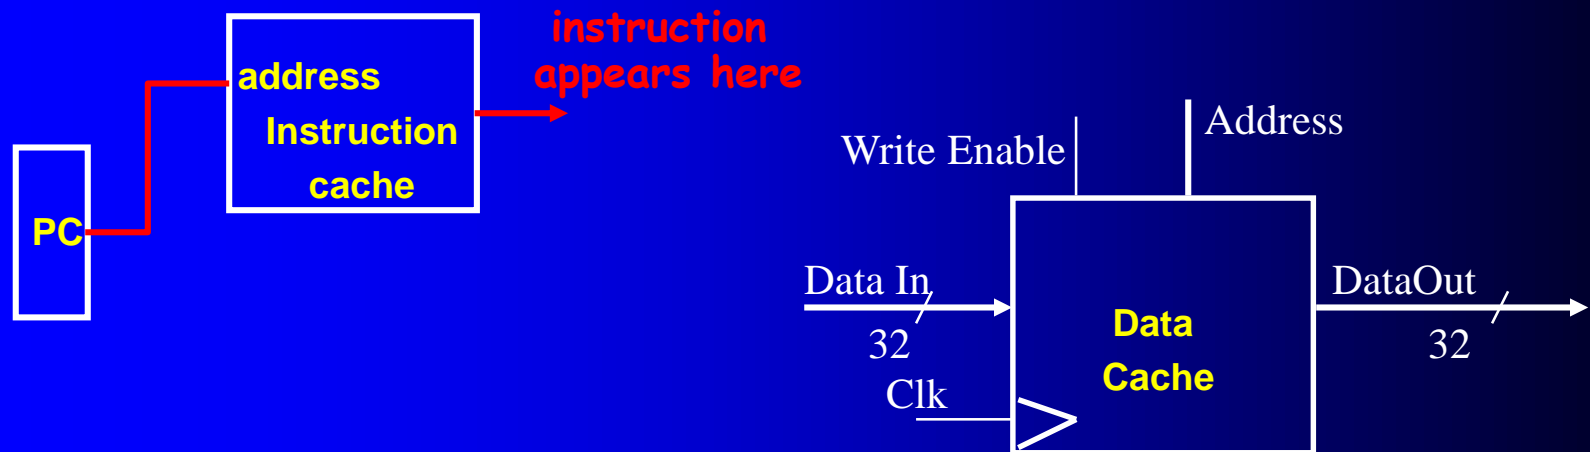 instruction
appears here
address
Instruction
cache
PC
Write Enable
Address
Data In
32
Clk
Data
Cache
DataOut
32